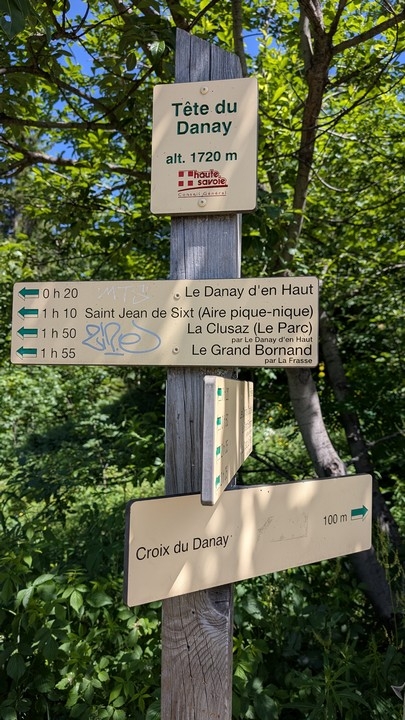 Tête du
Danay
alt. 1720 m
haute
savoie
Conseil Général
0 h 20 Le Danay d'en Haut
1 h 10 Saint Jean de Sixt (Aire pique-nique)
1 h 50 La Clusaz (Le Parc)
par Le Danay d'en Haut
1 h 55 Le Grand Bornand
par La Frasse
Croix du Danay 100 m